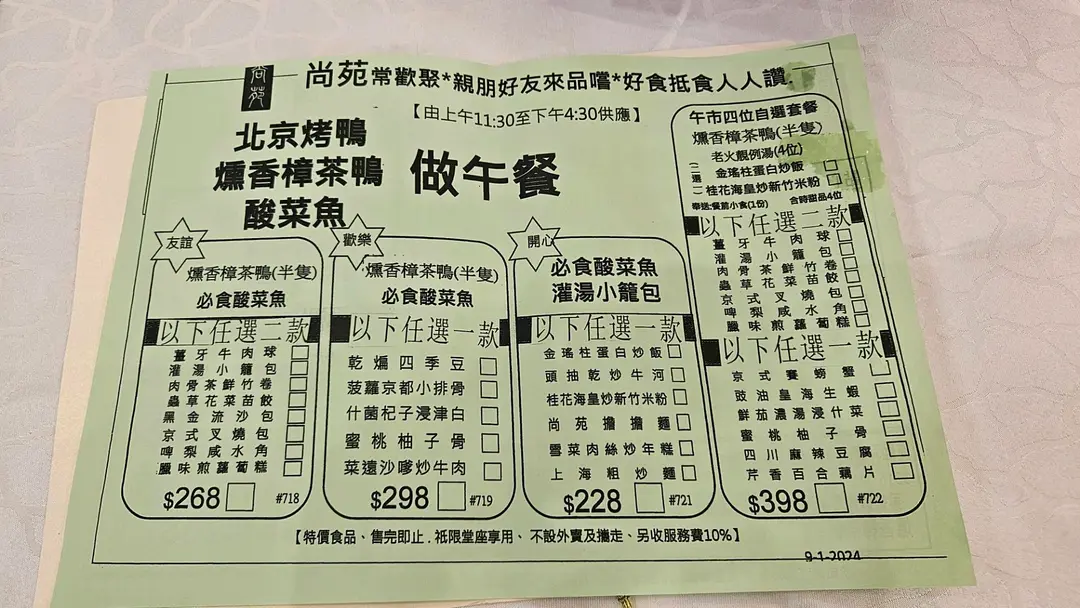 尚苑
尚苑常歡聚*親朋好友來品嚐*好食抵食人人讚.
【由上午11:30至下午4:30供應】
北京烤鴨
燻香樟茶鴨
酸菜魚
做午餐
友誼
燻香樟茶鴨(半隻)
必食酸菜魚
以下任選二款
薑牙牛肉球
灌湯小籠包
肉骨茶鮮竹卷
蟲草花菜苗餃
黑金流沙包
京式叉燒包
啤梨咸水角
臘味煎蘿蔔糕
$268
#718
歡樂
燻香樟茶鴨(半隻)
必食酸菜魚
以下任選一款
乾煸四季豆
菠蘿京都小排骨
什菌杞子浸津白
蜜桃柚子骨
菜遠沙嗲炒牛肉
$298
#719
開心
必食酸菜魚
灌湯小籠包
以下任選一款
金瑤柱蛋白炒飯
頭抽乾炒牛河
桂花海皇炒新竹米粉
尚苑擔擔麵
雪菜肉絲炒年糕
上海粗炒麵
$228
#721
午市四位自選套餐
燻香樟茶鴨(半隻)
老火靚例湯(4位)
二選一
金瑤柱蛋白炒飯
桂花海皇炒新竹米粉
奉送:餐前小食(1份) 合時甜品4位
以下任選二款
薑牙牛肉球
灌湯小籠包
肉骨茶鮮竹卷
蟲草花菜苗餃
京式叉燒包
啤梨咸水角
臘味煎蘿蔔糕
以下任選一款
京式賽螃蟹
豉油皇海生蝦
鮮茄濃湯浸什菜
蜜桃柚子骨
四川麻辣豆腐
芹香百合藕片
$398
#722
【特價食品、售完即止.祇限堂座享用、不設外賣及攜走、另收服務費10%】
9-1-2024